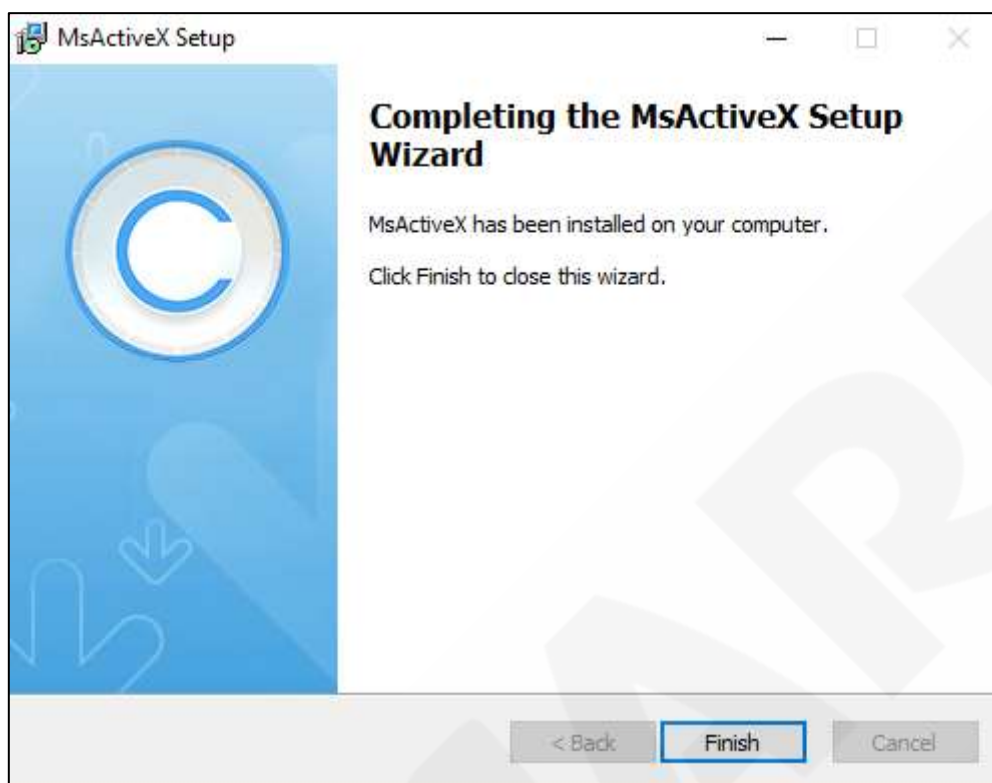 MsActiveX Setup
Completing the MsActiveX Setup
Wizard
MsActiveX has been installed on your computer.
Click Finish to close this wizard.
< Back
Finish
Cancel